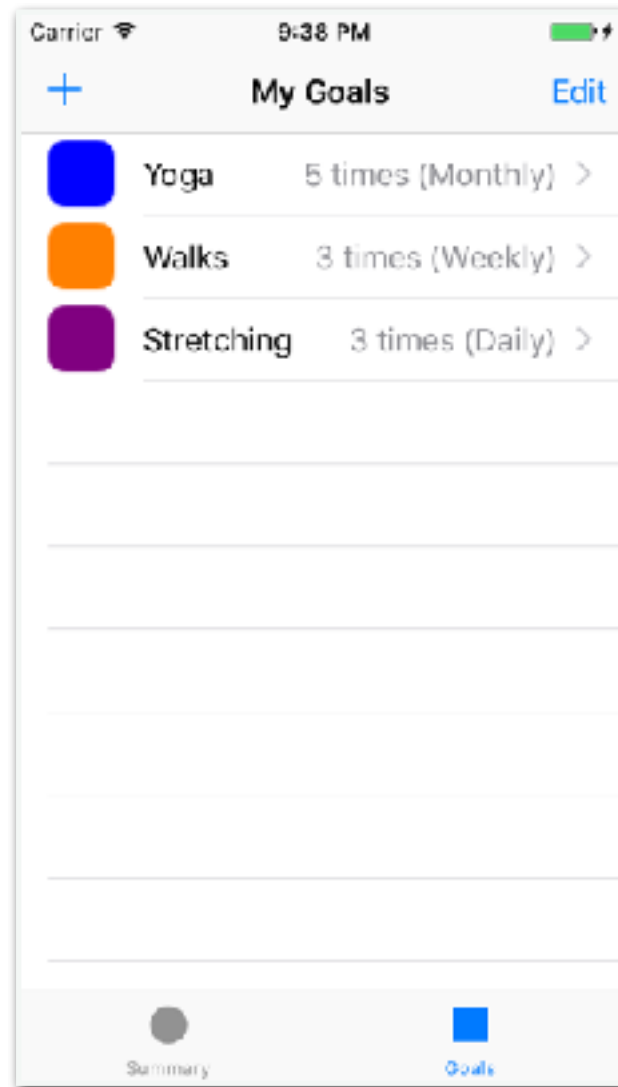 Carrier 9:38 PM
+ My Goals Edit
Yoga 5 times (Monthly) >
Walks 3 times (Weekly) >
Stretching 3 times (Daily) >
Summary Goals